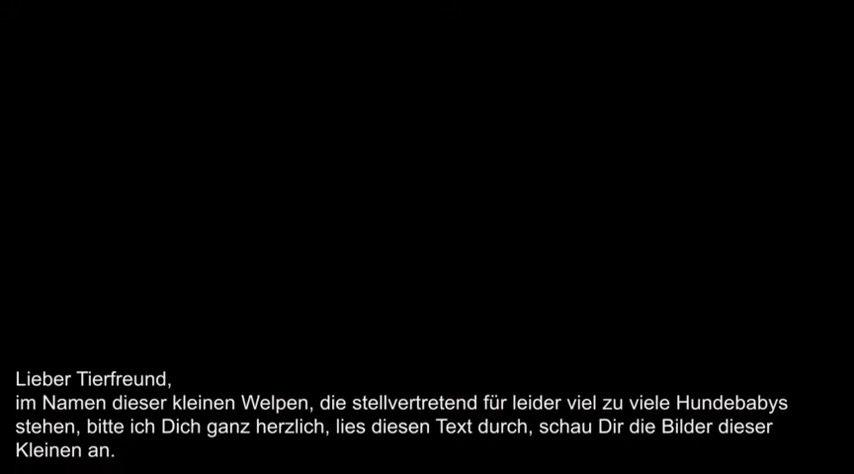 Lieber Tierfreund,
im Namen dieser kleinen Welpen, die stellvertretend für leider viel zu viele Hundebabys
stehen, bitte ich Dich ganz herzlich, lies diesen Text durch, schau Dir die Bilder dieser
Kleinen an.